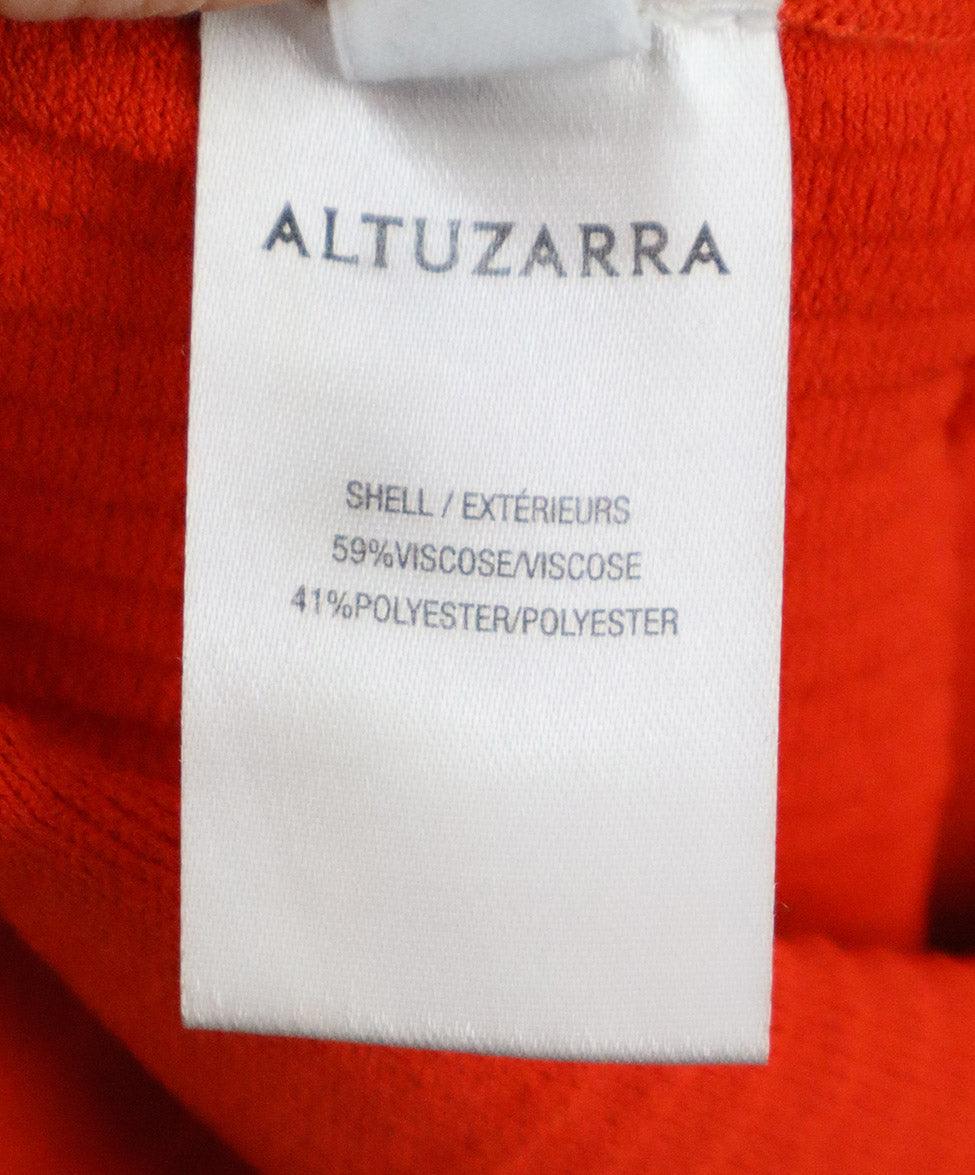 ALTUZARRA
SHELL / EXTÉRIEURS
59%VISCOSE/VISCOSE
41%POLYESTER/POLYESTER